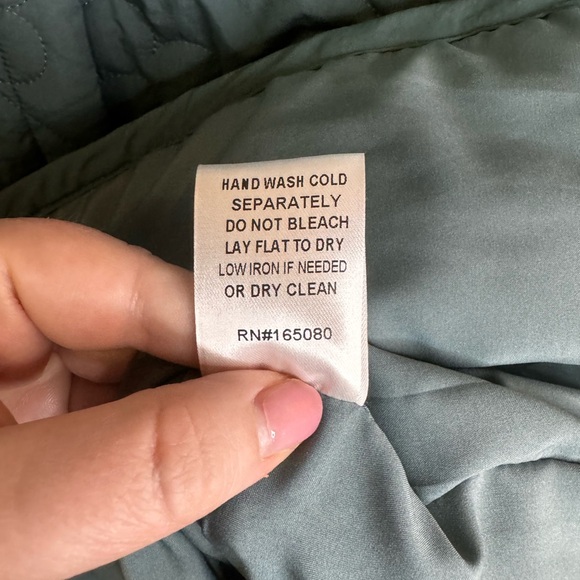 HAND WASH COLD
SEPARATELY
DO NOT BLEACH
LAY FLAT TO DRY
LOW IRON IF NEEDED
OR DRY CLEAN
RN#165080